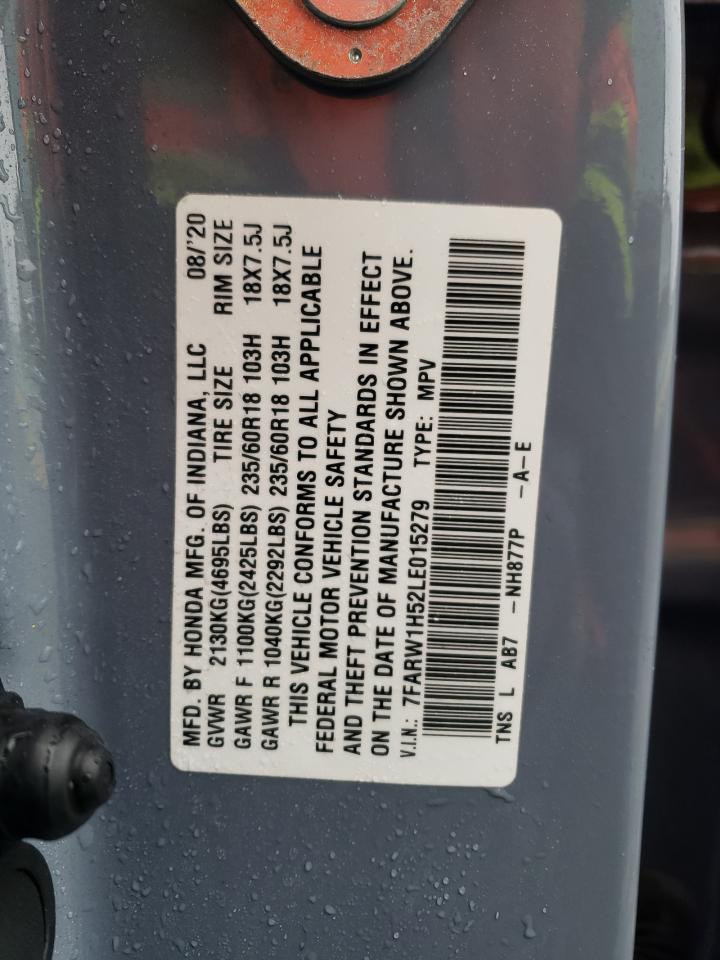 MFD. BY HONDA MFG. OF INDIANA, LLC 08/'20
GVWR 2130KG(4695LBS) TIRE SIZE RIM SIZE
GAWR F 1100KG(2425LBS) 235/60R18 103H 18X7.5J
GAWR R 1040KG(2292LBS) 235/60R18 103H 18X7.5J
THIS VEHICLE CONFORMS TO ALL APPLICABLE
FEDERAL MOTOR VEHICLE SAFETY
AND THEFT PREVENTION STANDARDS IN EFFECT
ON THE DATE OF MANUFACTURE SHOWN ABOVE.
V.I.N.: 7FARW1H52LE015279 TYPE: MPV
TNS L AB7 -NH877P -A-E